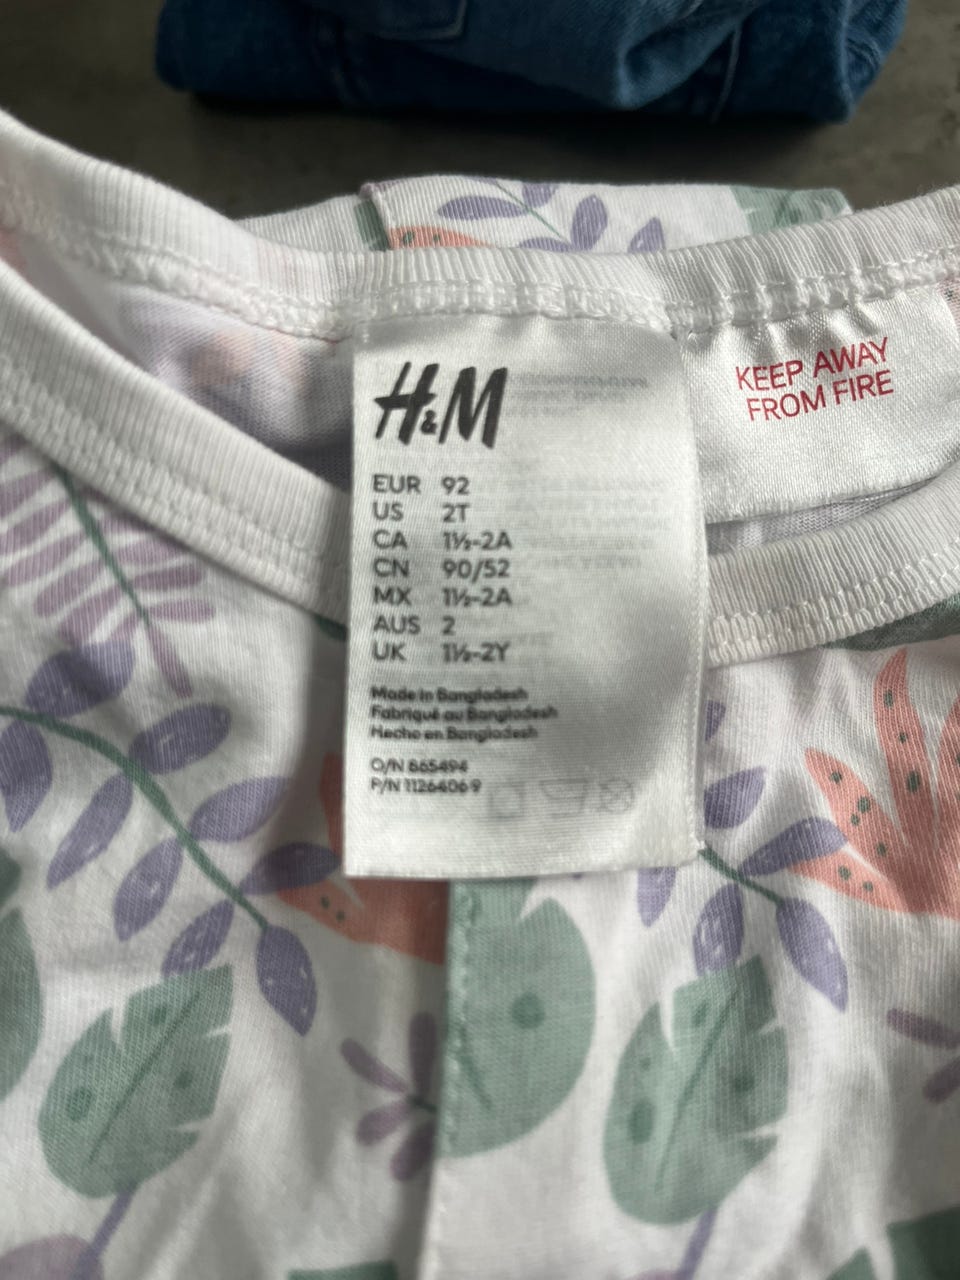 H&M
EUR 92
US 2T
CA 1½-2A
CN 90/52
MX 1½-2A
AUS 2
UK 1½-2Y
Made in Bangladesh
Fabriqué au Bangladesh
Hecho en Bangladesh
O/N 865494
P/N 11264069
KEEP AWAY
FROM FIRE